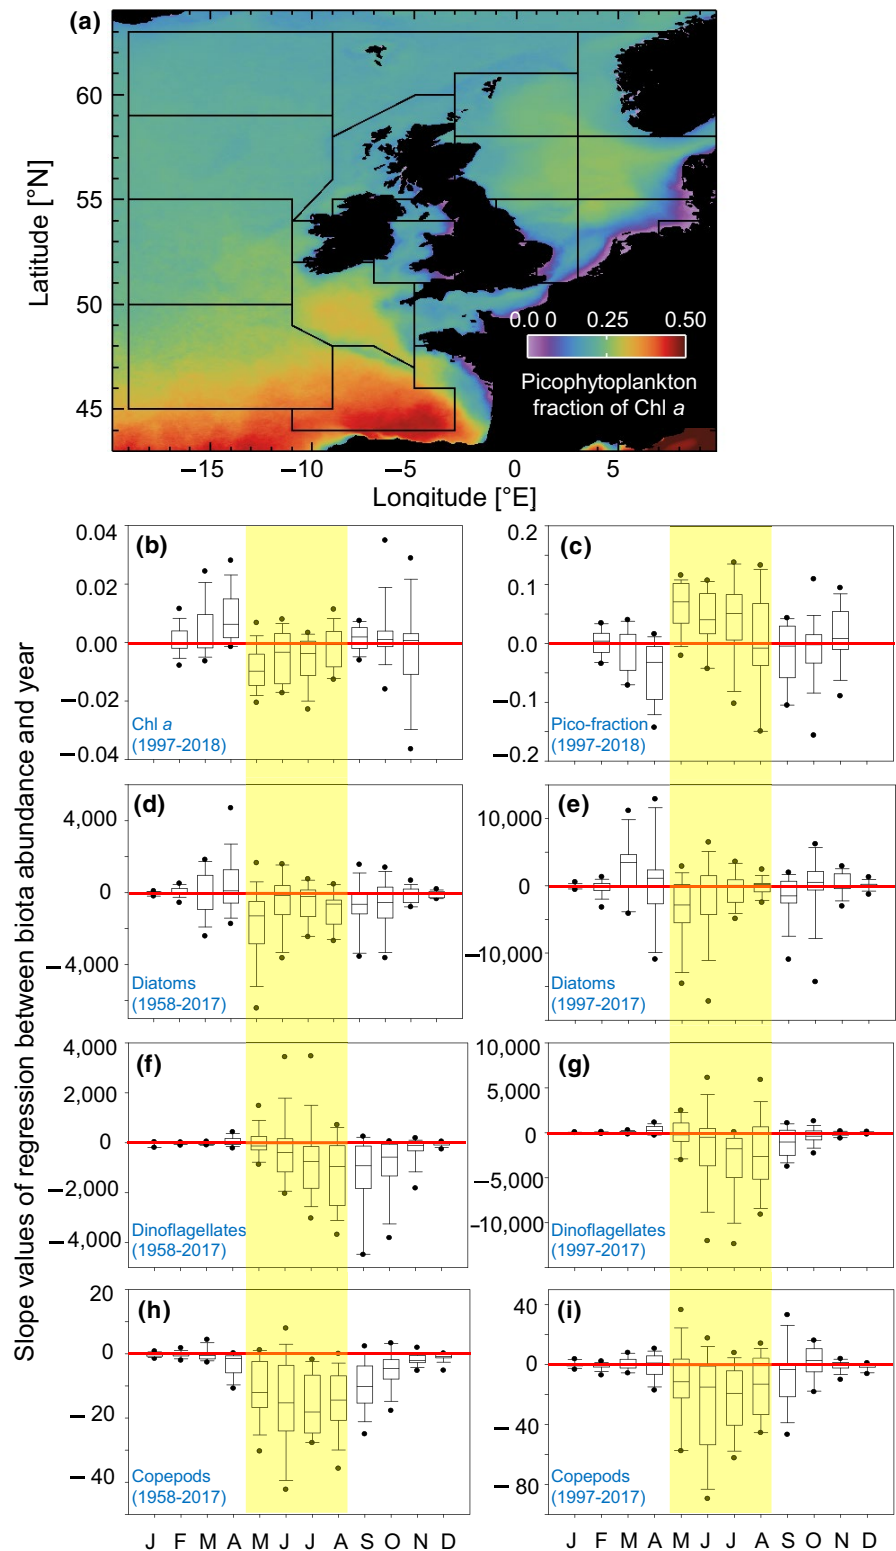 (a)
60
55
50
45
Latitude [°N]
0.0 0
0.25
0.50
Picophytoplankton
fraction of Chl a
−15
−10
−5
0
5
Longitude [°E]
Slope values of regression between biota abundance and year
(b)
0.04
0.02
0.00
−0.02
−0.04
Chl a
(1997-2018)
(c)
0.2
0.1
0.0
−0.1
−0.2
Pico-fraction
(1997-2018)
(d)
4,000
0
−4,000
Diatoms
(1958-2017)
(e)
10,000
0
−10,000
Diatoms
(1997-2017)
(f)
4,000
2,000
0
−2,000
−4,000
Dinoflagellates
(1958-2017)
(g)
10,000
5,000
0
−5,000
−10,000
Dinoflagellates
(1997-2017)
(h)
20
0
−20
−40
Copepods
(1958-2017)
J F M A M J J A S O N D
(i)
40
0
−40
−80
Copepods
(1997-2017)
J F M A M J J A S O N D